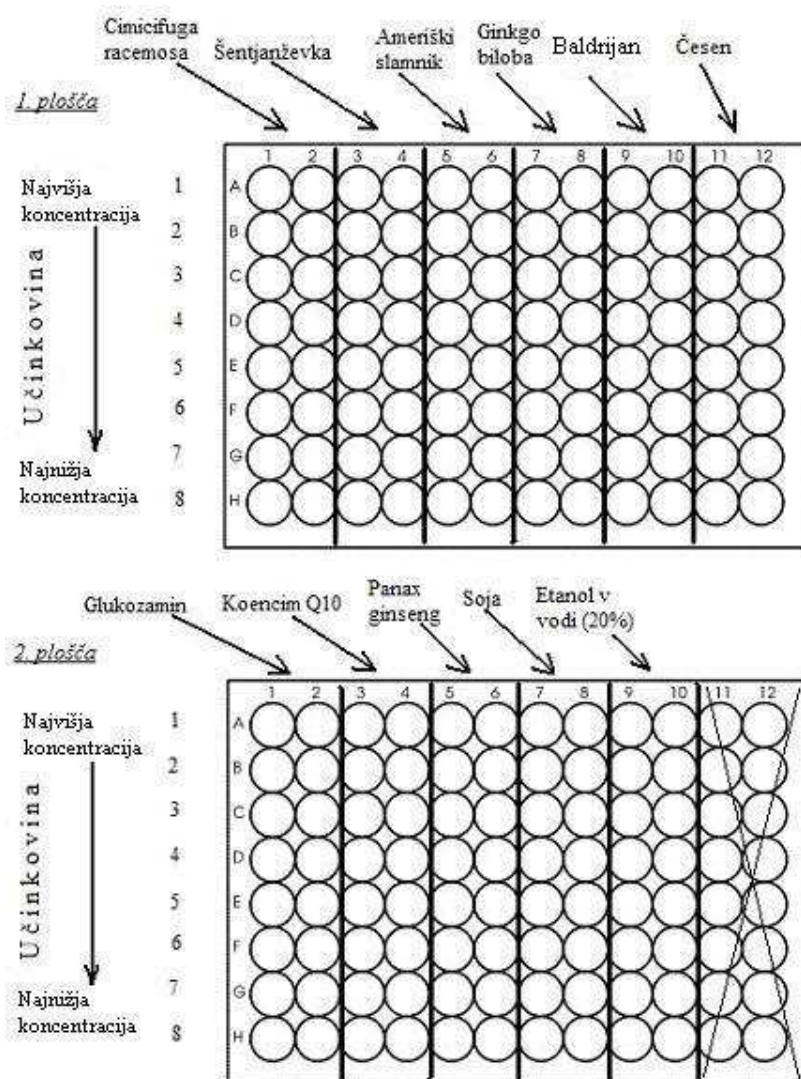 Cimicifuga
racemosa
Šentjanževka
Ameriški
slamnik
Ginkgo
biloba
Baldrijan
Česen
1. plošča
1 2 3 4 5 6 7 8 9 10 11 12
Najvišja
koncentracija
Učinkovina
Najnižja
koncentracija
1 A
2 B
3 C
4 D
5 E
6 F
7 G
8 H
Glukozamin
Koencim Q10
Panax
ginseng
Soja
Etanol v
vodi (20%)
2. plošča
1 2 3 4 5 6 7 8 9 10 11 12
Najvišja
koncentracija
Učinkovina
Najnižja
koncentracija
1 A
2 B
3 C
4 D
5 E
6 F
7 G
8 H